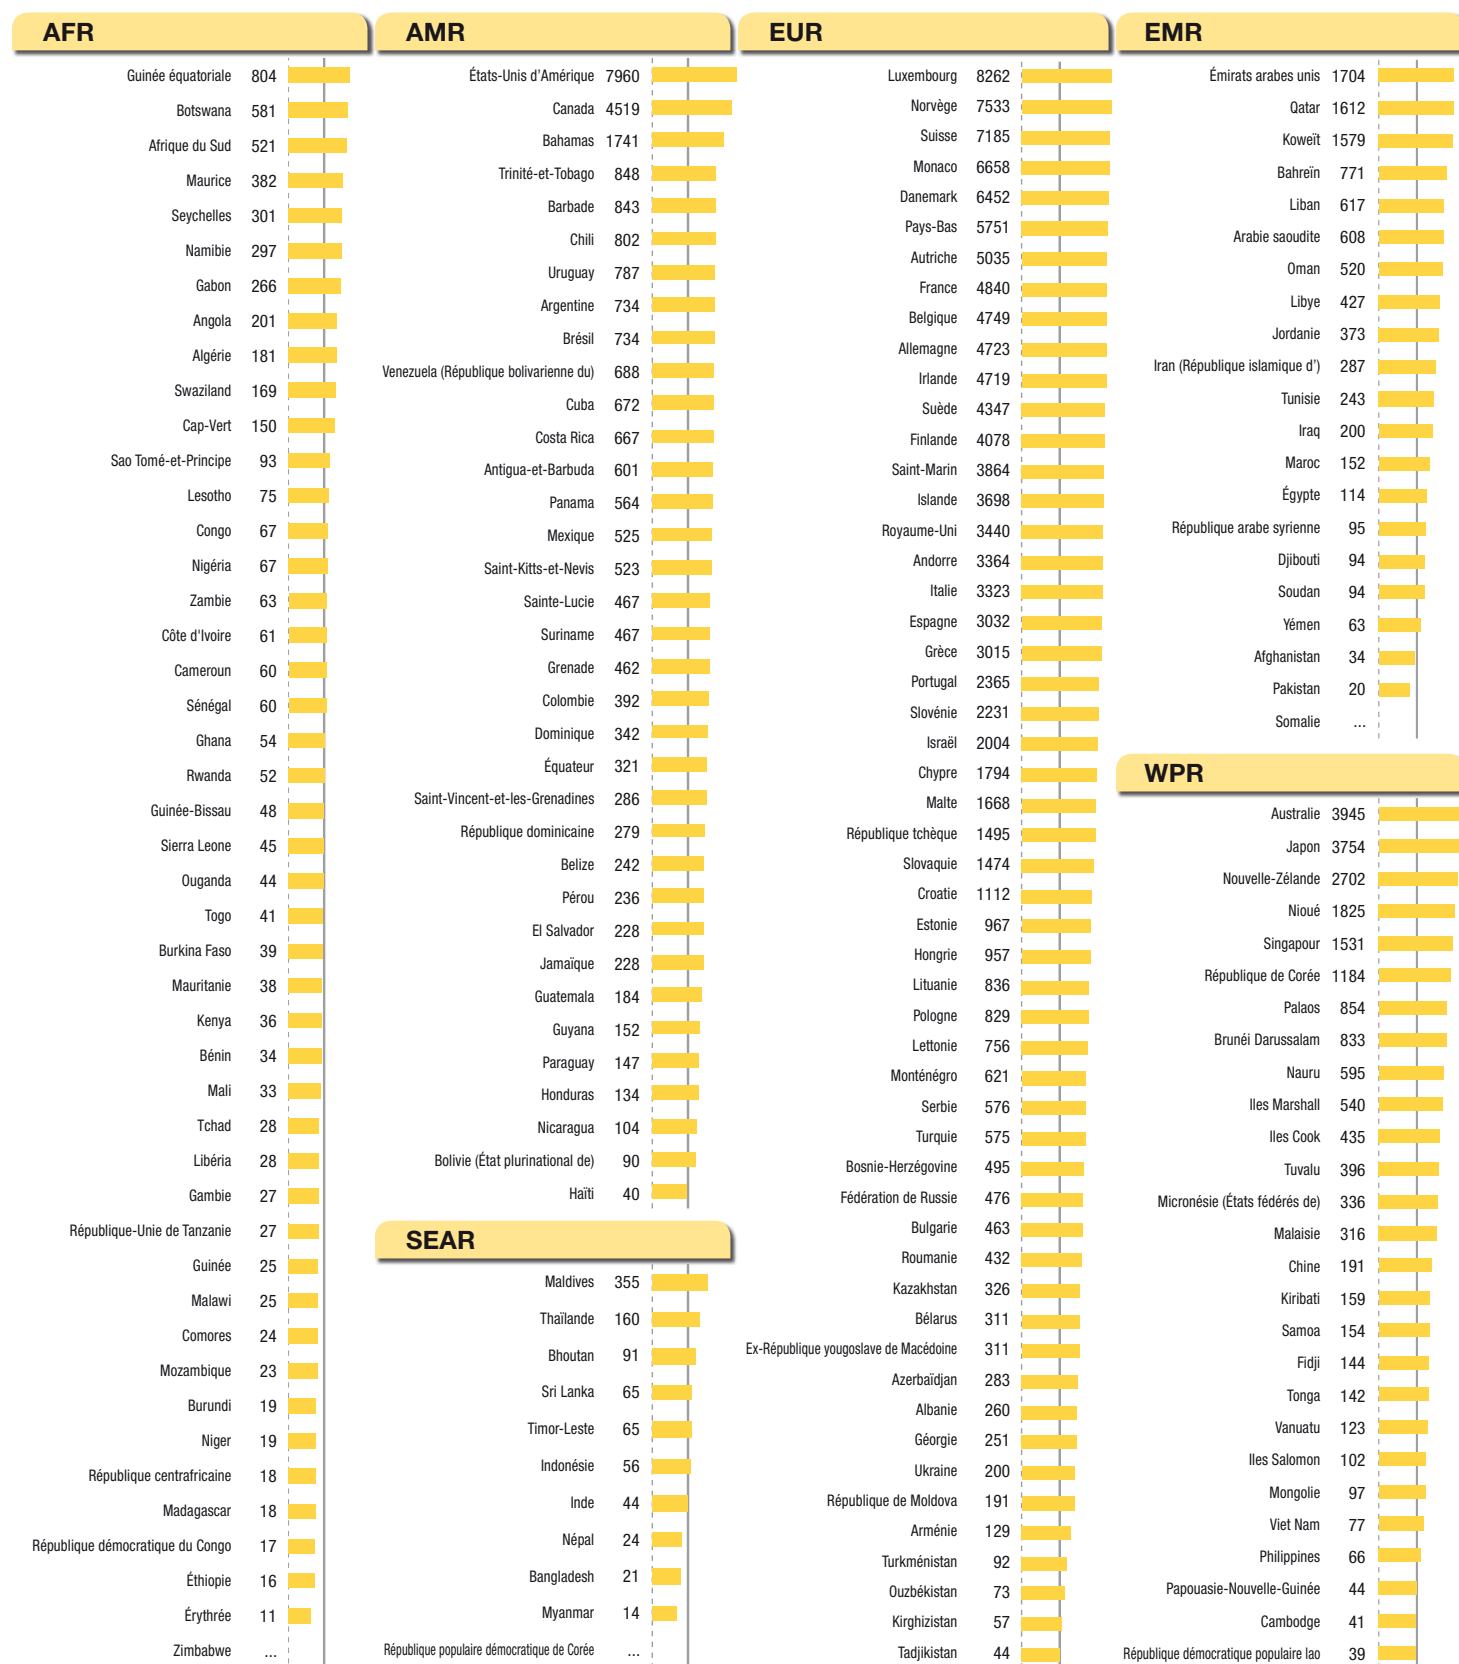 AFR
Guinée équatoriale 804
Botswana 581
Afrique du Sud 521
Maurice 382
Seychelles 301
Namibie 297
Gabon 266
Angola 201
Algérie 181
Swaziland 169
Cap-Vert 150
Sao Tomé-et-Principe 93
Lesotho 75
Congo 67
Nigéria 67
Zambie 63
Côte d'Ivoire 61
Cameroun 60
Sénégal 60
Ghana 54
Rwanda 52
Guinée-Bissau 48
Sierra Leone 45
Ouganda 44
Togo 41
Burkina Faso 39
Mauritanie 38
Kenya 36
Bénin 34
Mali 33
Tchad 28
Libéria 28
Gambie 27
République-Unie de Tanzanie 27
Guinée 25
Malawi 25
Comores 24
Mozambique 23
Burundi 19
Niger 19
République centrafricaine 18
Madagascar 18
République démocratique du Congo 17
Éthiopie 16
Érythrée 11
Zimbabwe ...
AMR
États-Unis d'Amérique 7960
Canada 4519
Bahamas 1741
Trinité-et-Tobago 848
Barbade 843
Chili 802
Uruguay 787
Argentine 734
Brésil 734
Venezuela (République bolivarienne du) 688
Cuba 672
Costa Rica 667
Antigua-et-Barbuda 601
Panama 564
Mexique 525
Saint-Kitts-et-Nevis 523
Sainte-Lucie 467
Suriname 467
Grenade 462
Colombie 392
Dominique 342
Équateur 321
Saint-Vincent-et-les-Grenadines 286
République dominicaine 279
Belize 242
Pérou 236
El Salvador 228
Jamaïque 228
Guatemala 184
Guyana 152
Paraguay 147
Honduras 134
Nicaragua 104
Bolivie (État plurinational de) 90
Haïti 40
SEAR
Maldives 355
Thaïlande 160
Bhoutan 91
Sri Lanka 65
Timor-Leste 65
Indonésie 56
Inde 44
Népal 24
Bangladesh 21
Myanmar 14
République populaire démocratique de Corée ...
EUR
Luxembourg 8262
Norvège 7533
Suisse 7185
Monaco 6658
Danemark 6452
Pays-Bas 5751
Autriche 5035
France 4840
Belgique 4749
Allemagne 4723
Irlande 4719
Suède 4347
Finlande 4078
Saint-Marin 3864
Islande 3698
Royaume-Uni 3440
Andorre 3364
Italie 3323
Espagne 3032
Grèce 3015
Portugal 2365
Slovénie 2231
Israël 2004
Chypre 1794
Malte 1668
République tchèque 1495
Slovaquie 1474
Croatie 1112
Estonie 967
Hongrie 957
Lituanie 836
Pologne 829
Lettonie 756
Monténégro 621
Serbie 576
Turquie 575
Bosnie-Herzégovine 495
Fédération de Russie 476
Bulgarie 463
Roumanie 432
Kazakhstan 326
Bélarus 311
Ex-République yougoslave de Macédoine 311
Azerbaïdjan 283
Albanie 260
Géorgie 251
Ukraine 200
République de Moldova 191
Arménie 129
Turkménistan 92
Ouzbékistan 73
Kirghizistan 57
Tadjikistan 44
EMR
Émirats arabes unis 1704
Qatar 1612
Koweït 1579
Bahreïn 771
Liban 617
Arabie saoudite 608
Oman 520
Libye 427
Jordanie 373
Iran (République islamique d') 287
Tunisie 243
Iraq 200
Maroc 152
Égypte 114
République arabe syrienne 95
Djibouti 94
Soudan 94
Yémen 63
Afghanistan 34
Pakistan 20
Somalie ...
WPR
Australie 3945
Japon 3754
Nouvelle-Zélande 2702
Nioué 1825
Singapour 1531
République de Corée 1184
Palaos 854
Brunéi Darussalam 833
Nauru 595
Iles Marshall 540
Iles Cook 435
Tuvalu 396
Micronésie (États fédérés de) 336
Malaisie 316
Chine 191
Kiribati 159
Samoa 154
Fidji 144
Tonga 142
Vanuatu 123
Iles Salomon 102
Mongolie 97
Viet Nam 77
Philippines 66
Papouasie-Nouvelle-Guinée 44
Cambodge 41
République démocratique populaire lao 39